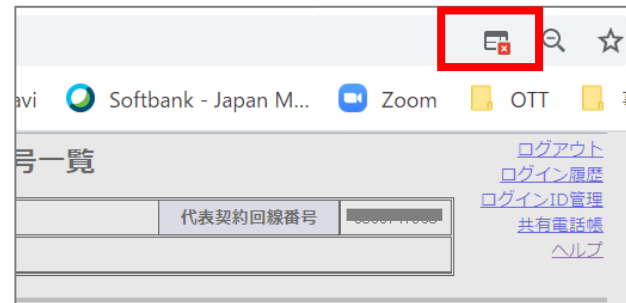 avi Softbank - Japan M... Zoom OTT
号一覧
ログアウト
ログイン履歴
ログインID管理
代表契約回線番号
共有電話帳
ヘルプ